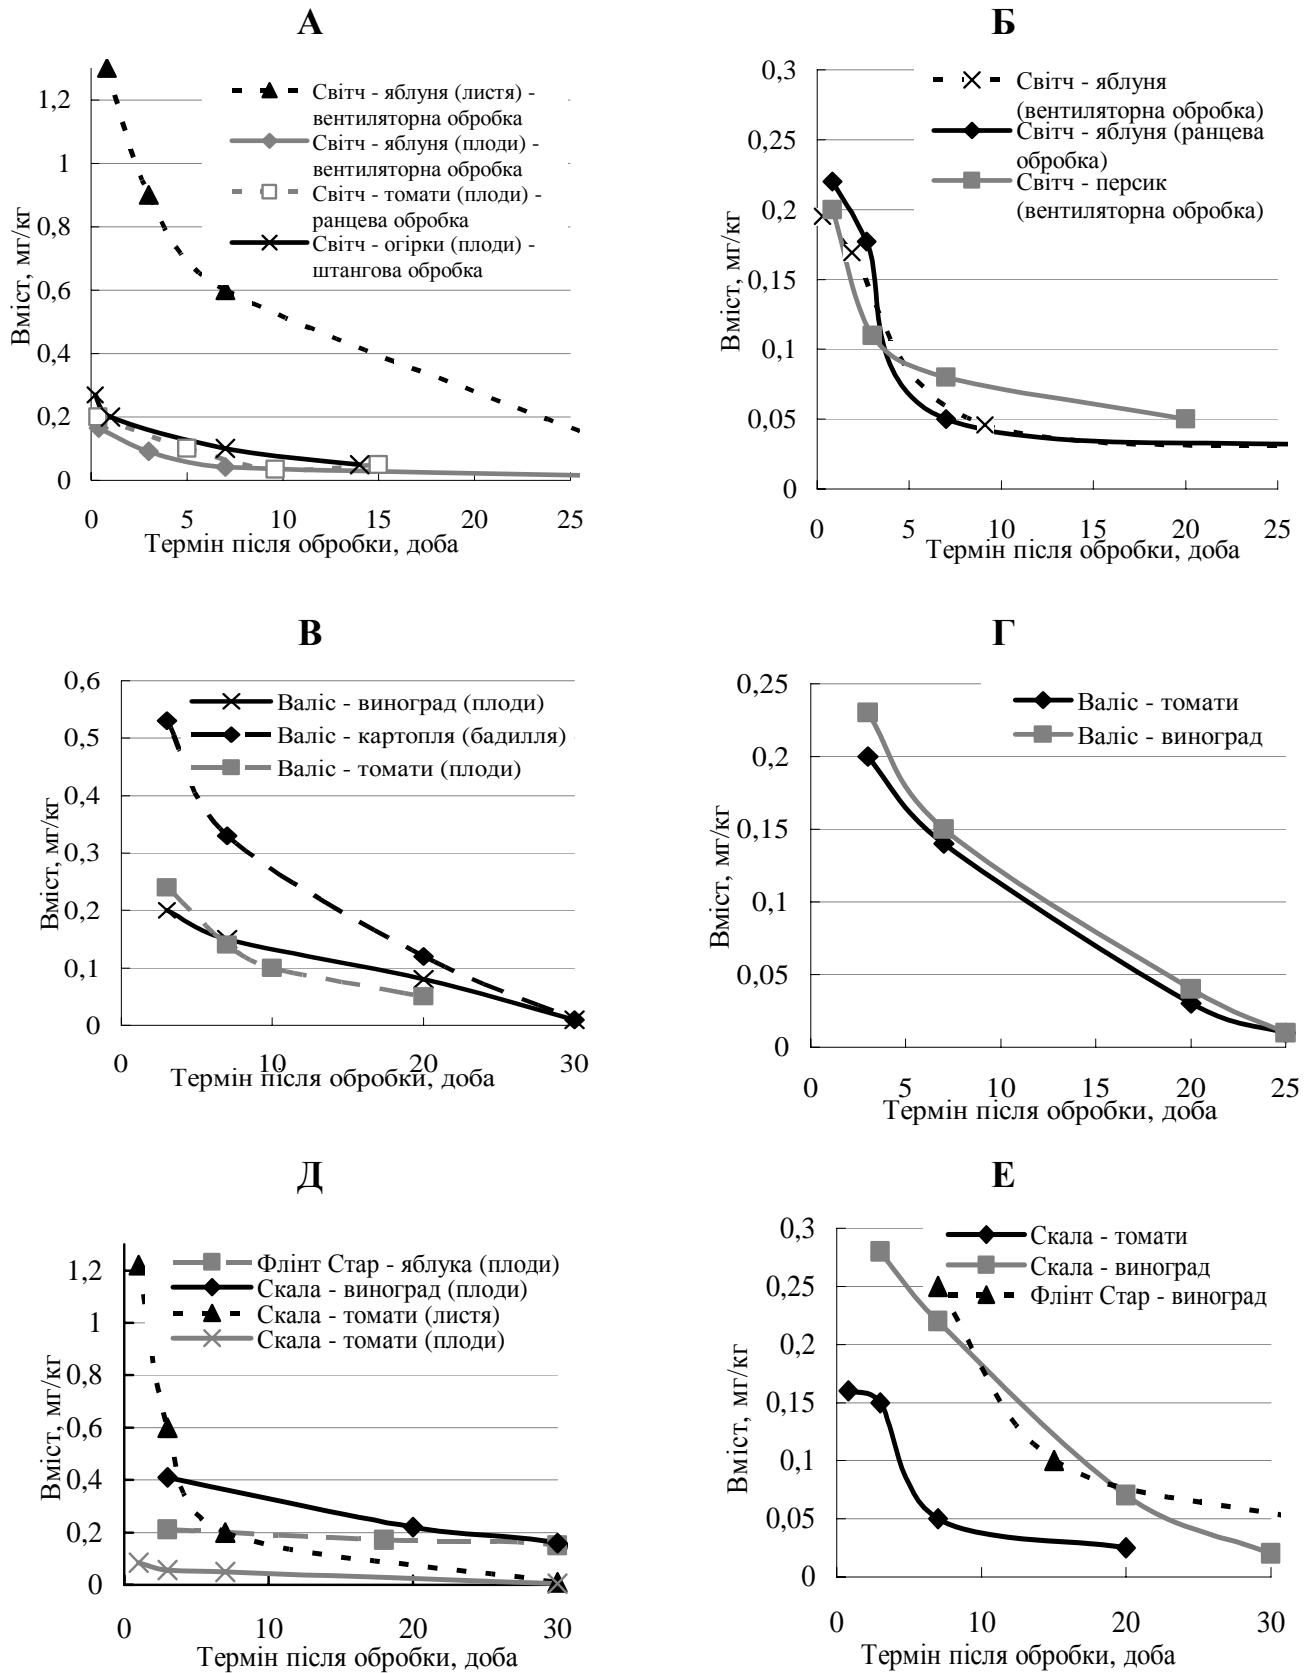 А
Вміст, мг/кг
1,2
1
0,8
0,6
0,4
0,2
0
0 5 10 15 20 25
Термін після обробки, доба
Світч - яблуня (листя) -
вентиляторна обробка
Світч - яблуня (плоди) -
вентиляторна обробка
Світч - томати (плоди) -
ранцева обробка
Світч - огірки (плоди) -
штангова обробка
Б
Вміст, мг/кг
0,3
0,25
0,2
0,15
0,1
0,05
0
0 5 10 15 20 25
Термін після обробки, доба
Світч - яблуня
(вентиляторна обробка)
Світч - яблуня (ранцева
обробка)
Світч - персик
(вентиляторна обробка)
В
Вміст, мг/кг
0,6
0,5
0,4
0,3
0,2
0,1
0
0 10 20 30
Термін після обробки, доба
Валіс - виноград (плоди)
Валіс - картопля (бадилля)
Валіс - томати (плоди)
Г
Вміст, мг/кг
0,25
0,2
0,15
0,1
0,05
0
0 5 10 15 20 25
Термін після обробки, доба
Валіс - томати
Валіс - виноград
Д
Вміст, мг/кг
1,2
1
0,8
0,6
0,4
0,2
0
0 10 20 30
Термін після обробки, доба
Флінт Стар - яблука (плоди)
Скала - виноград (плоди)
Скала - томати (листя)
Скала - томати (плоди)
Е
Вміст, мг/кг
0,3
0,25
0,2
0,15
0,1
0,05
0
0 10 20 30
Термін після обробки, доба
Скала - томати
Скала - виноград
Флінт Стар - виноград